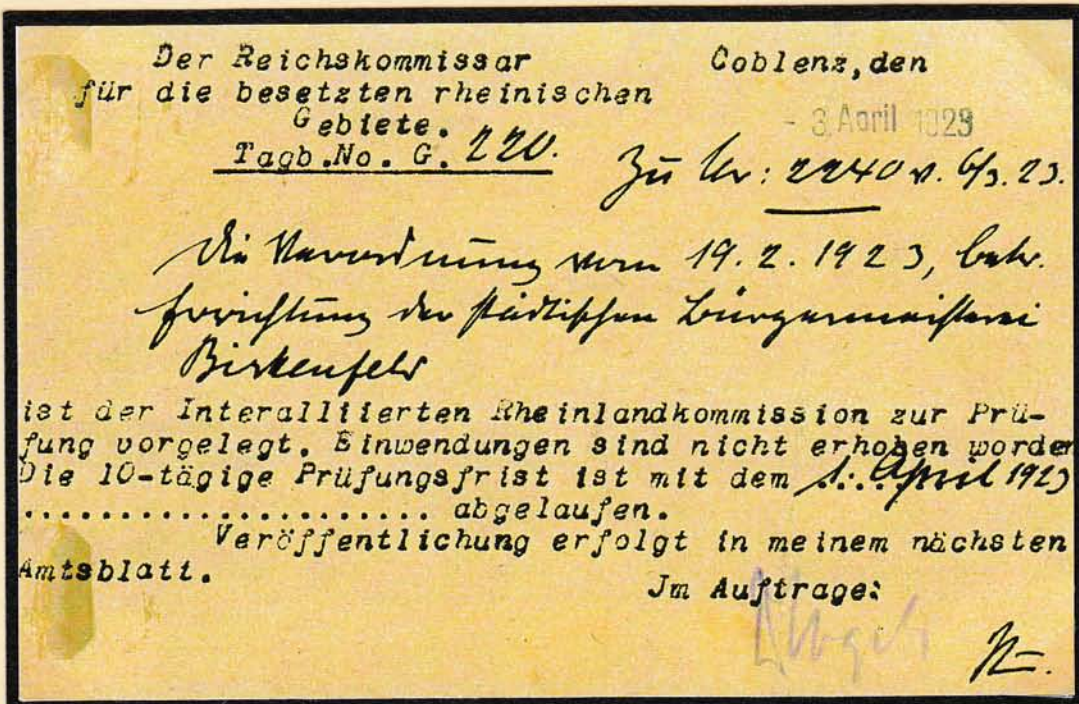 Der Reichskommissar Coblenz, den
für die besetzten rheinischen
Gebiete. - 3. April 1923
Tagb.No. G. 220. Zu Nr: 2240 v. 6/3. 23.
Die Verordnung vom 19.2.1923, betr.
Errichtung der städtischen Bürgermeisterei
Birkenfeld
ist der Interalliierten Rheinlandkommission zur Prü-
fung vorgelegt. Einwendungen sind nicht erhoben worden
Die 10-tägige Prüfungsfrist ist mit dem 1. April 1923
..................... abgelaufen.
Veröffentlichung erfolgt in meinem nächsten
Amtsblatt.
Jm Auftrage: